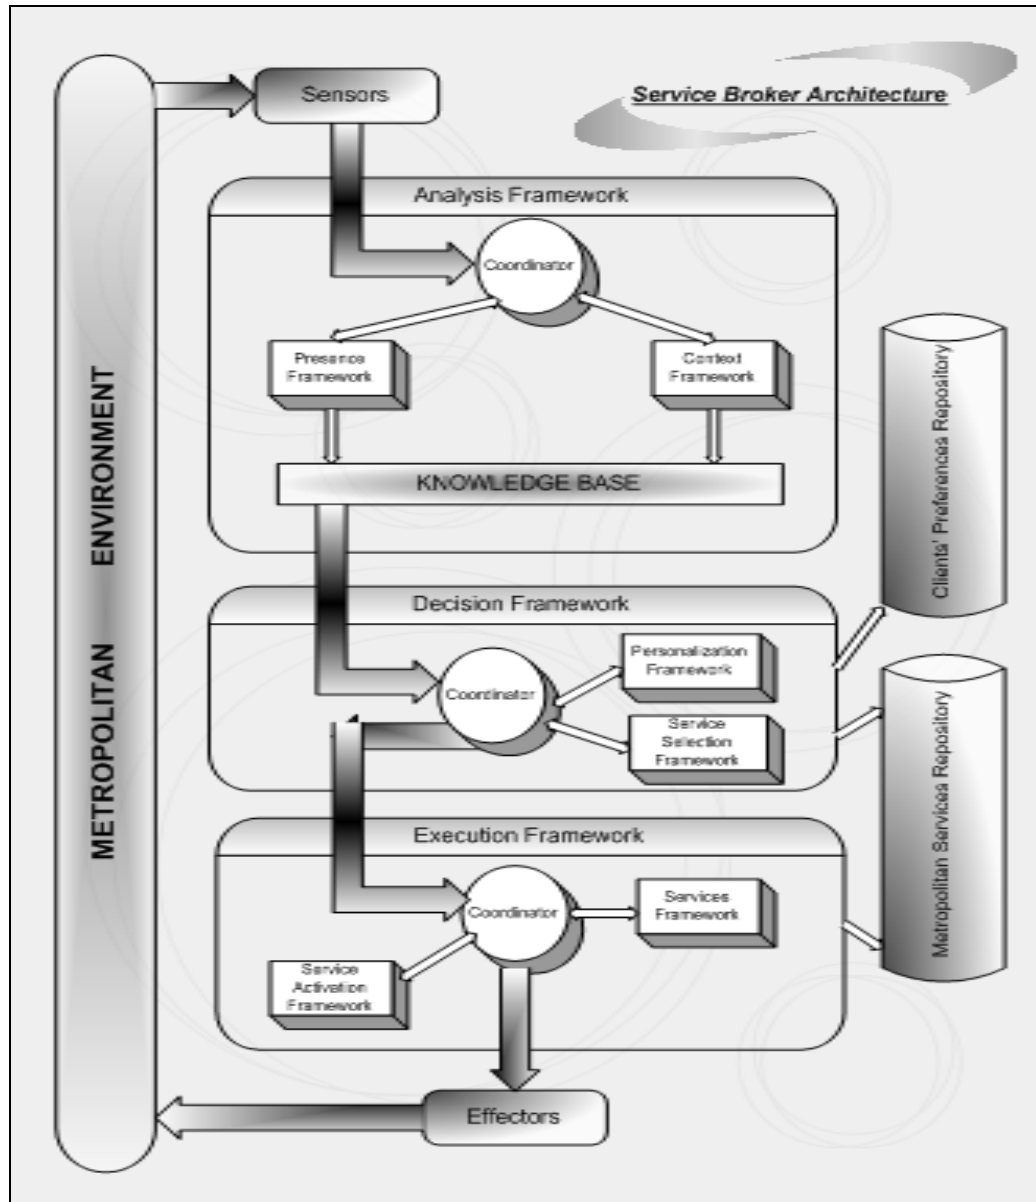 Service Broker Architecture
Sensors
Analysis Framework
Coordinator
Presence
Framework
Context
Framework
KNOWLEDGE BASE
Decision Framework
Coordinator
Personalization
Framework
Service
Selection
Framework
Execution Framework
Coordinator
Services
Framework
Service
Activation
Framework
Effectors
METROPOLITAN ENVIRONMENT
Clients' Preferences Repository
Metropolitan Services Repository